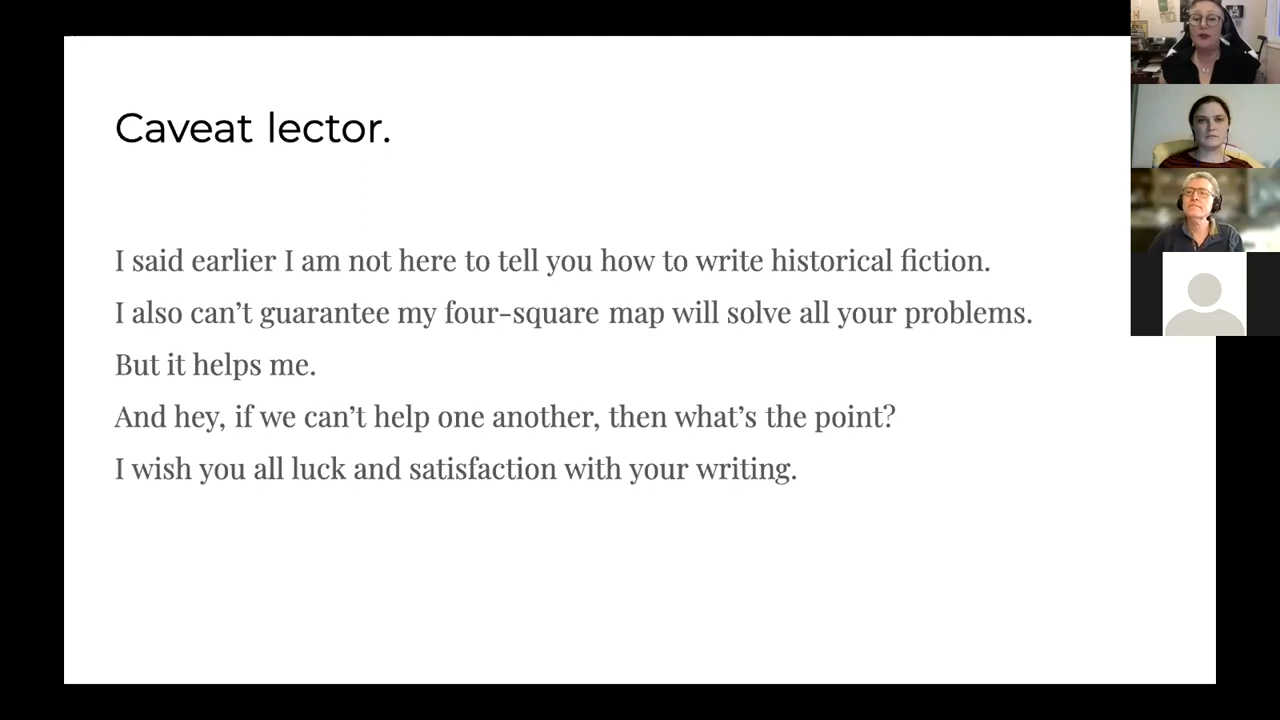 Caveat lector.
I said earlier I am not here to tell you how to write historical fiction.
I also can’t guarantee my four-square map will solve all your problems.
But it helps me.
And hey, if we can’t help one another, then what’s the point?
I wish you all luck and satisfaction with your writing.